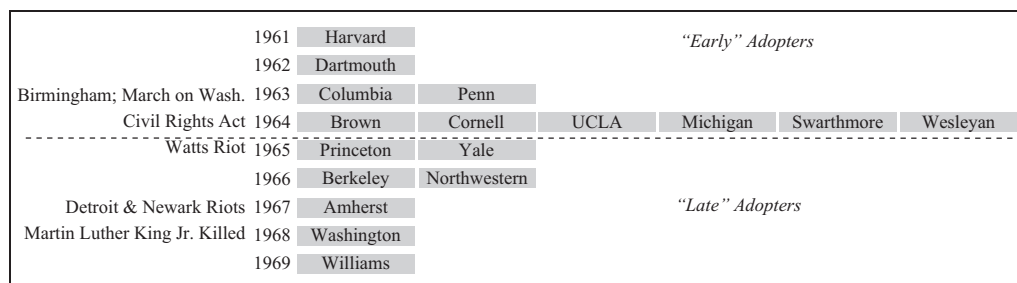 1961 Harvard “Early” Adopters
1962 Dartmouth
Birmingham; March on Wash. 1963 Columbia Penn
Civil Rights Act 1964 Brown Cornell UCLA Michigan Swarthmore Wesleyan
Watts Riot 1965 Princeton Yale
1966 Berkeley Northwestern
Detroit & Newark Riots 1967 Amherst “Late” Adopters
Martin Luther King Jr. Killed 1968 Washington
1969 Williams